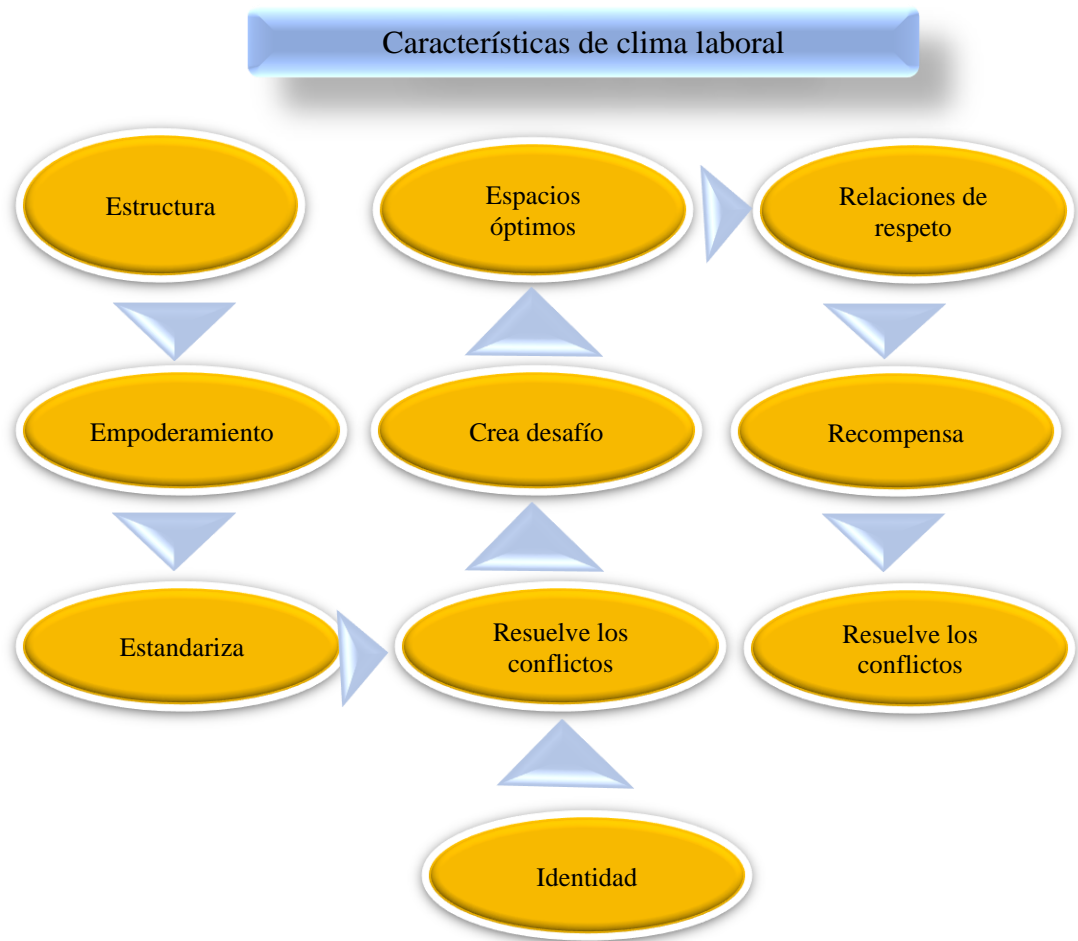 Características de clima laboral
Estructura
Espacios
óptimos
Relaciones de
respeto
Empoderamiento
Crea desafío
Recompensa
Estandariza
Resuelve los
conflictos
Resuelve los
conflictos
Identidad